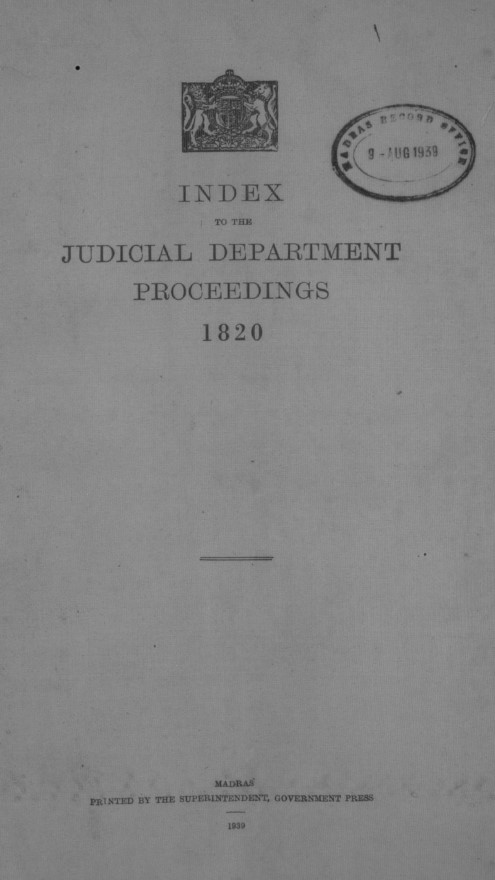 MADRAS RECORD OFFICE
9 - AUG 1939
INDEX
TO THE
JUDICIAL DEPARTMENT
PROCEEDINGS
1820
MADRAS
PRINTED BY THE SUPERINTENDENT, GOVERNMENT PRESS
1939